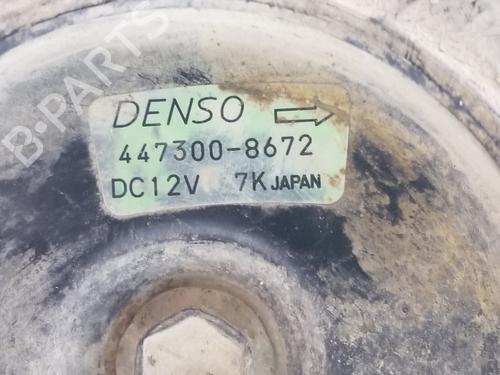 DENSO
447300-8672
DC12V 7K JAPAN
B-PARTS